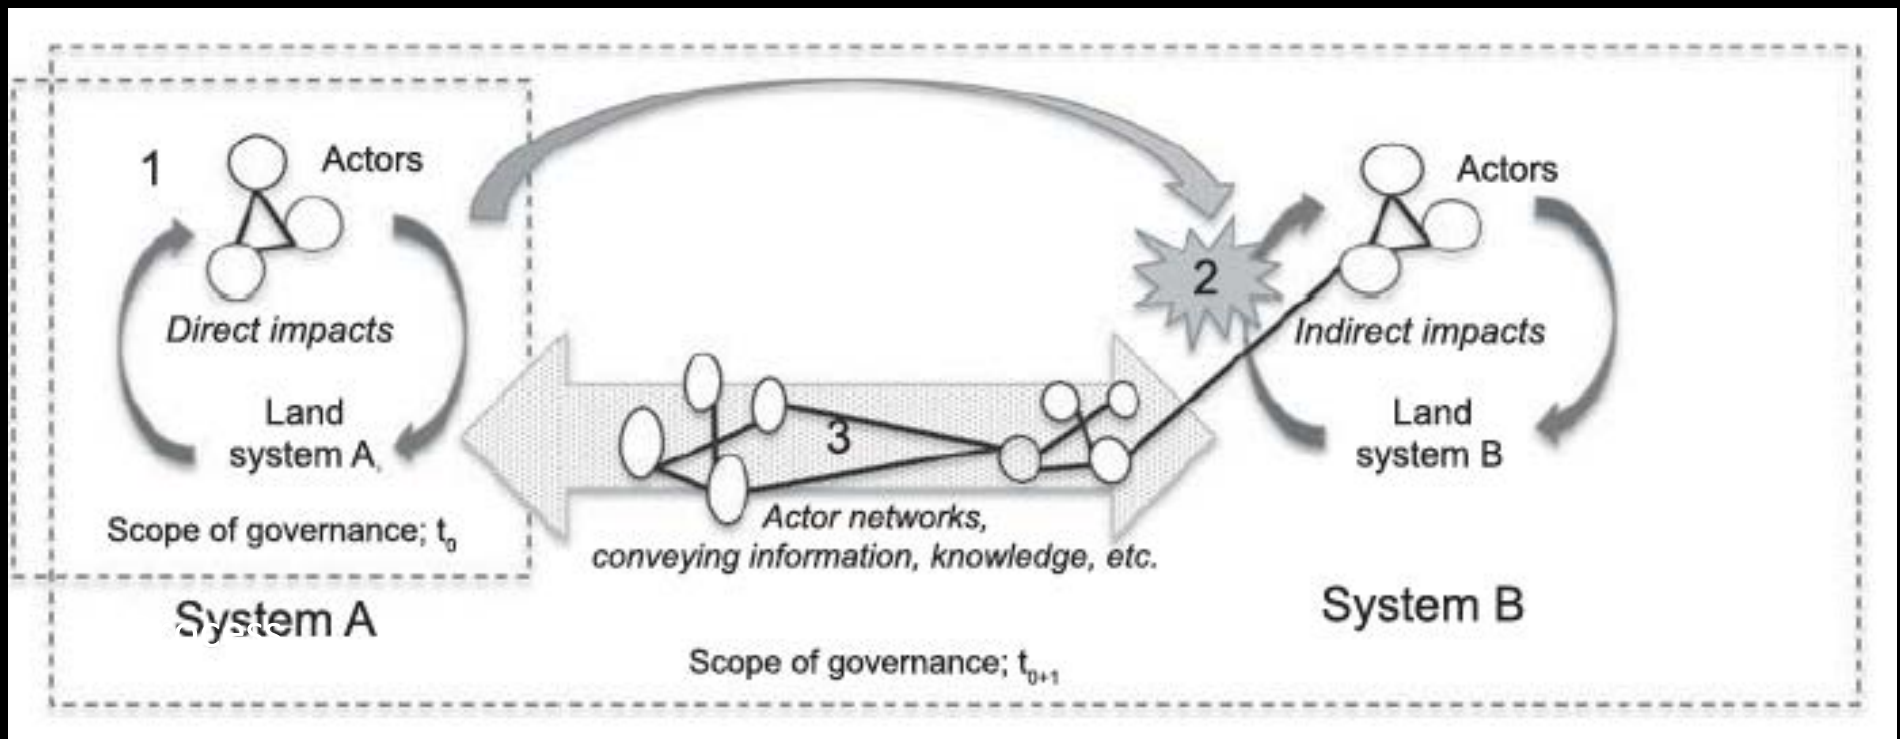 1
Actors
Direct impacts
Land
system A
Scope of governance; t0
System A
2
3
Actor networks,
conveying information, knowledge, etc.
Scope of governance; t0+1
Actors
Indirect impacts
Land
system B
System B